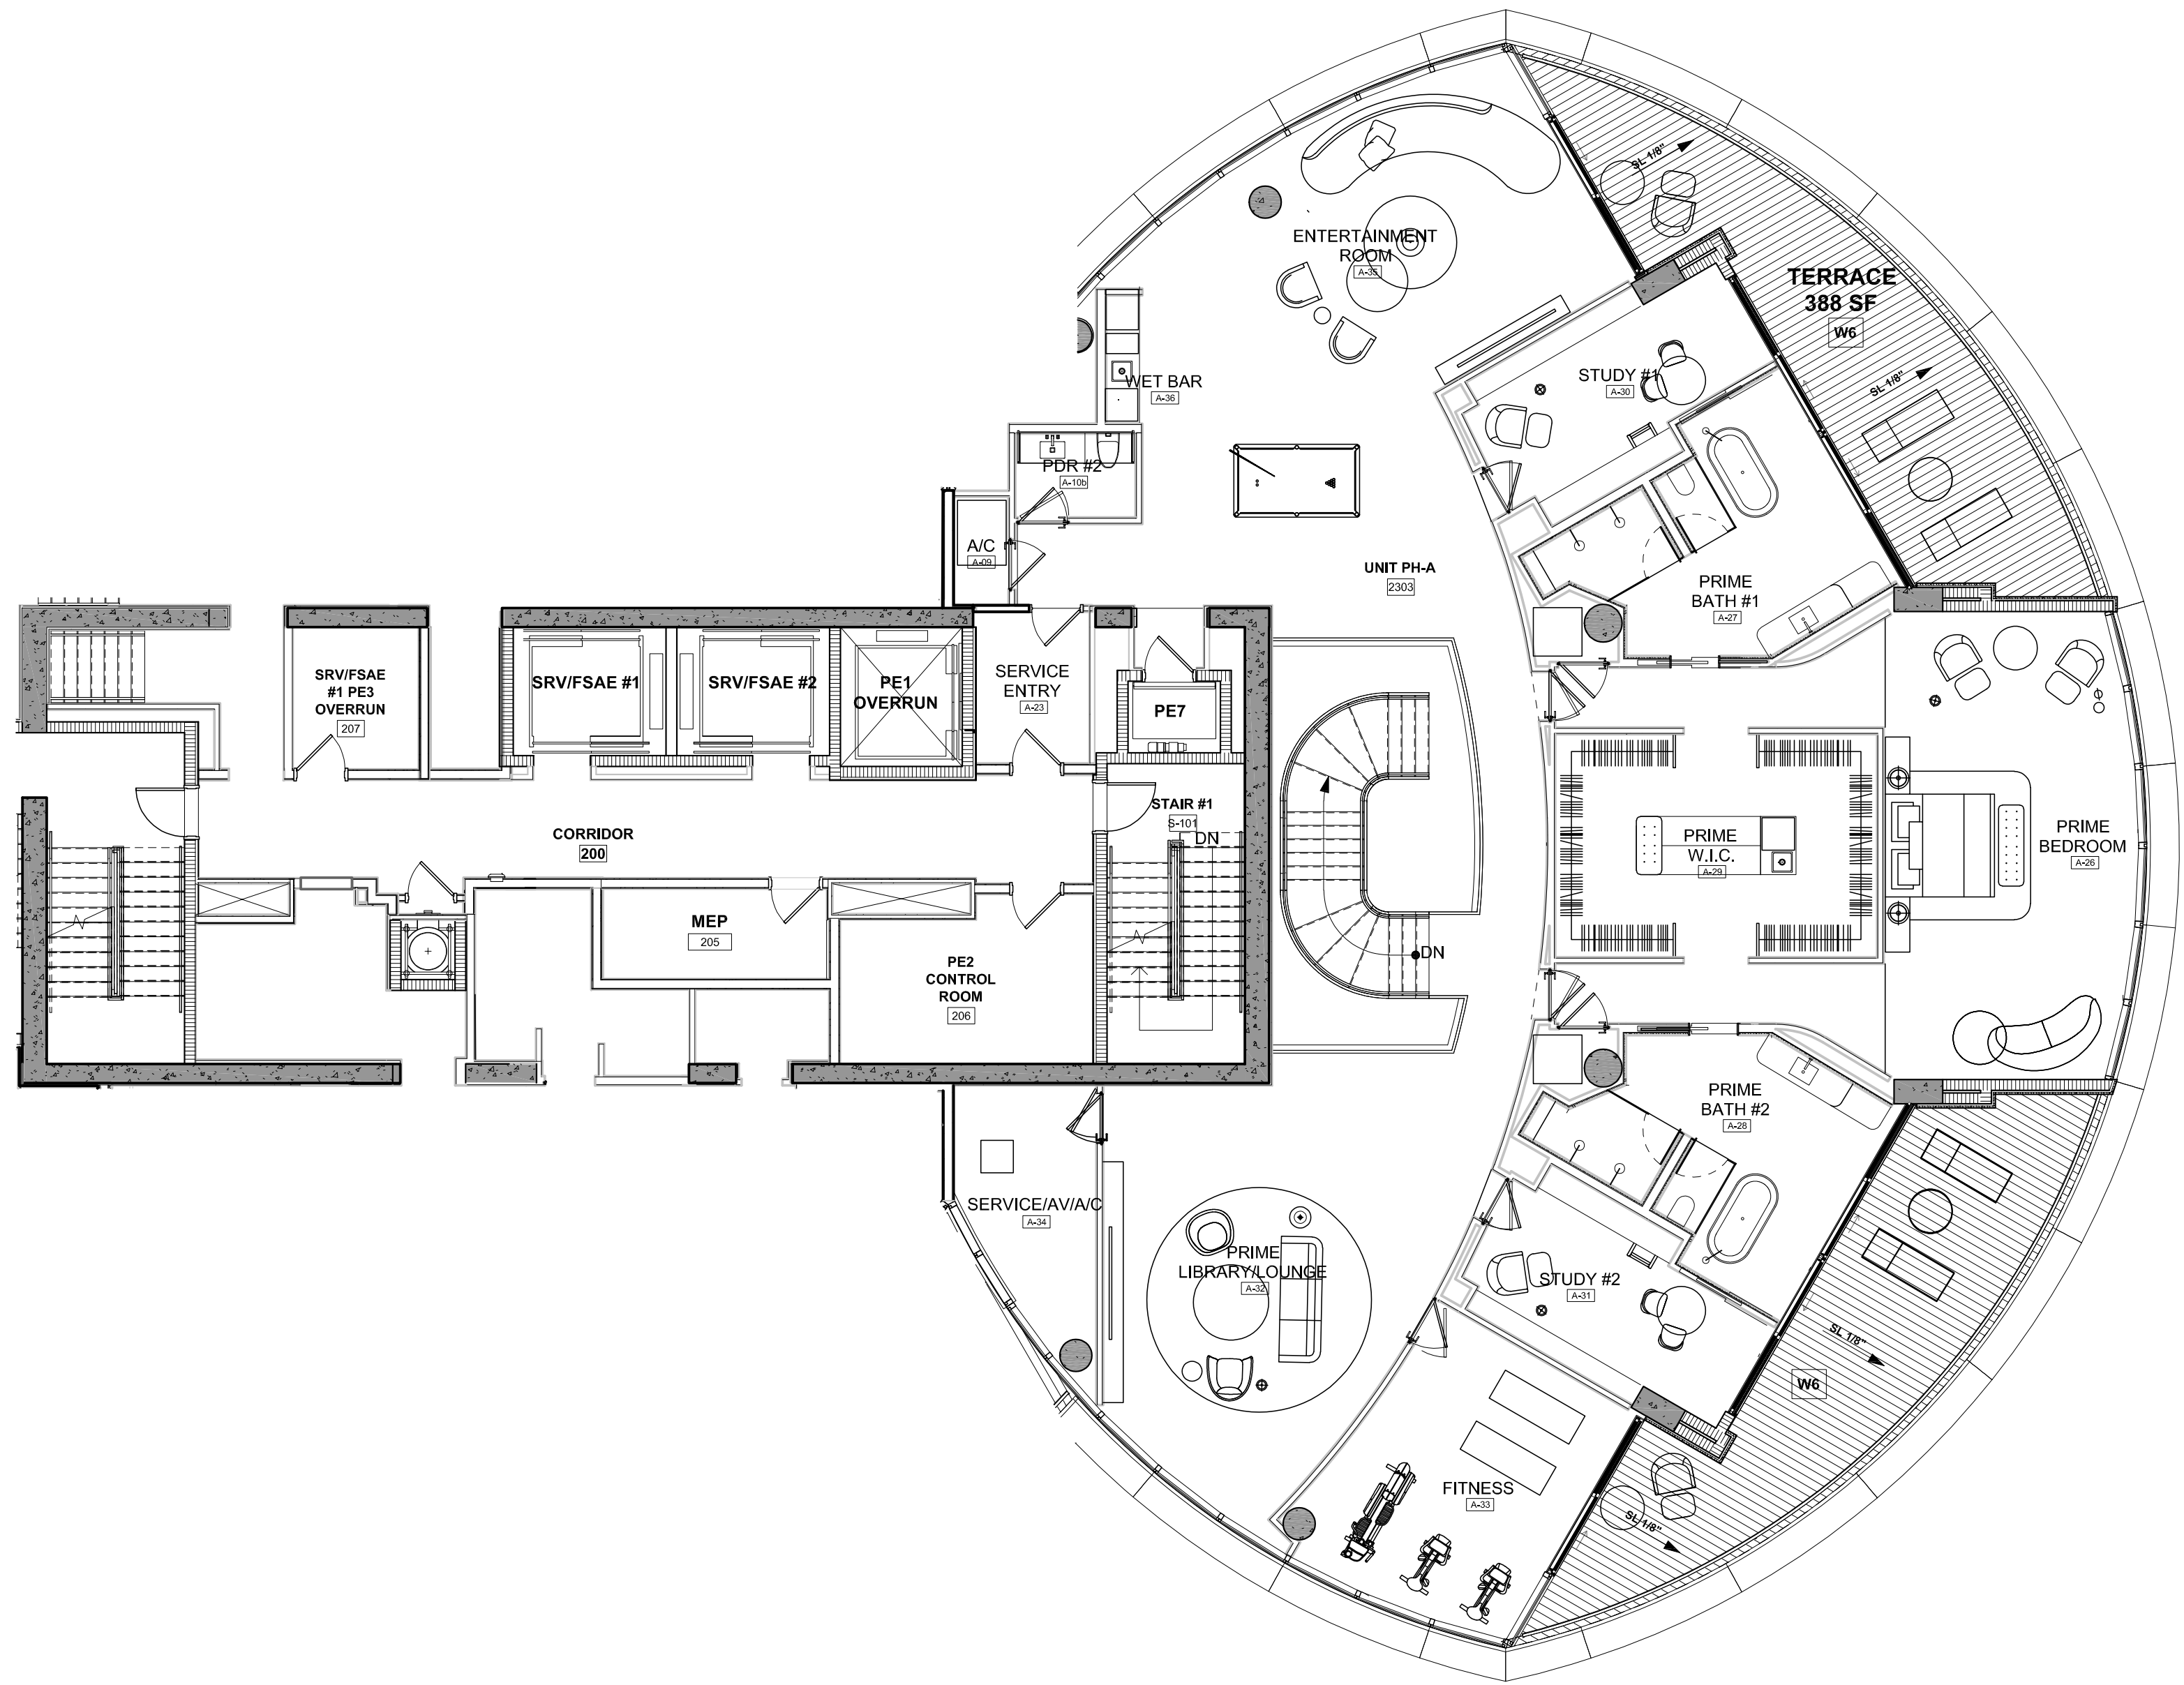 SL 1/8"
ENTERTAINMENT
ROOM
A-35
TERRACE
388 SF
W6
WET BAR
A-36
STUDY #1
A-30
SL 1/8"
PDR #2
A-10b
A/C
A-09
UNIT PH-A
2303
PRIME
BATH #1
A-27
SRV/FSAE
#1 PE3
OVERRUN
207
SRV/FSAE #1
SRV/FSAE #2
PE1
OVERRUN
SERVICE
ENTRY
A-23
PE7
STAIR #1
S-101
DN
CORRIDOR
200
PRIME
W.I.C.
A-29
PRIME
BEDROOM
A-26
MEP
205
PE2
CONTROL
ROOM
206
DN
PRIME
BATH #2
A-28
SERVICE/AV/A/C
A-34
PRIME
LIBRARY/LOUNGE
A-32
STUDY #2
A-31
SL 1/8"
W6
FITNESS
A-33
SL 1/8"